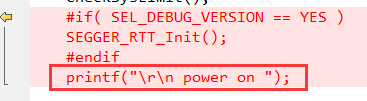 #if( SEL_DEBUG_VERSION == YES )
SEGGER_RTT_Init();
#endif
printf("\r\n power on ");